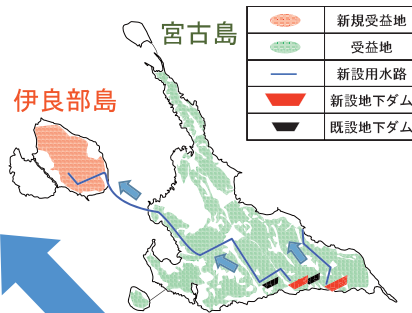 宮古島
伊良部島
新規受益地
受益地
新設用水路
新設地下ダム
既設地下ダム